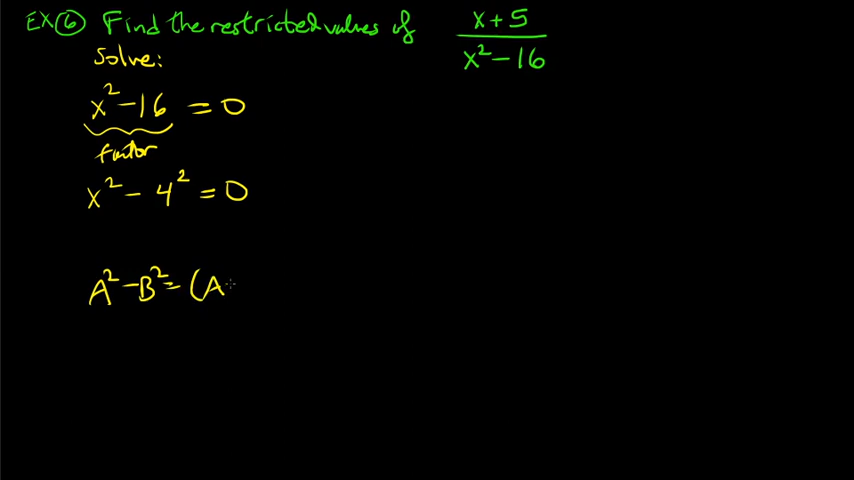 Ex 6 Find the restricted values of x + 5 / x² - 16
Solve:
x² - 16 = 0
factor
x² - 4² = 0
A² - B² = (A